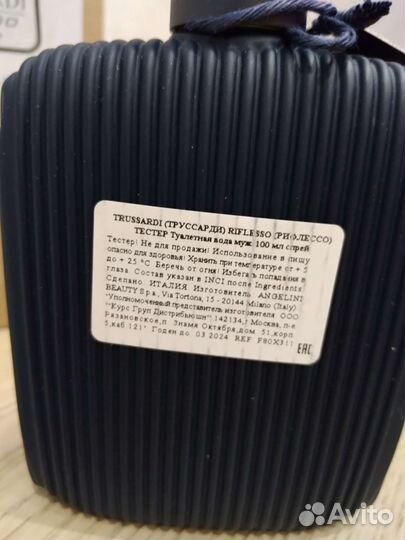 TRUSSARDI (ТРУССАРДИ) RIFLESSO (РИФЛЕССО)
ТЕСТЕР Туалетная вода муж 100 мл спрей
Тестер! Не для продажи! Использование в пищу
опасно для здоровья! Хранить при температуре от + 5
до + 25 °C Беречь от огня! Избегать попадания в
глаза. Состав указан в INCI после Ingredients.
Сделано ИТАЛИЯ Изготовитель ANGELINI
BEAUTY S.p.a., Via Tortona, 15 - 20144 Milano (Italy).
"Уполномоченный представитель изготовителя: ООО
"Курс Груп Дистрибьюшн" 142134, г Москва, п-е
Рязановское, п Знамя Октября, дом 51, корп
5, каб 121" Годен до 03 2024 REF F80X311
EAC
Avito